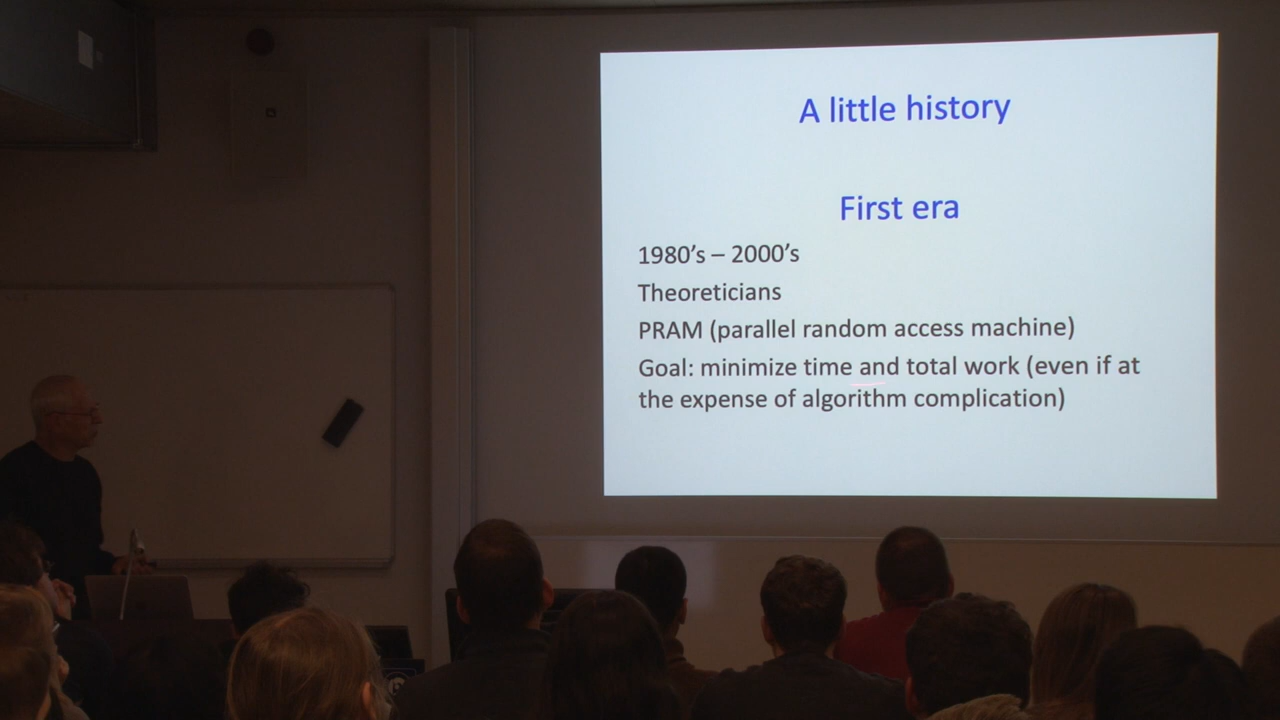 A little history
First era
1980’s – 2000’s
Theoreticians
PRAM (parallel random access machine)
Goal: minimize time and total work (even if at
the expense of algorithm complication)